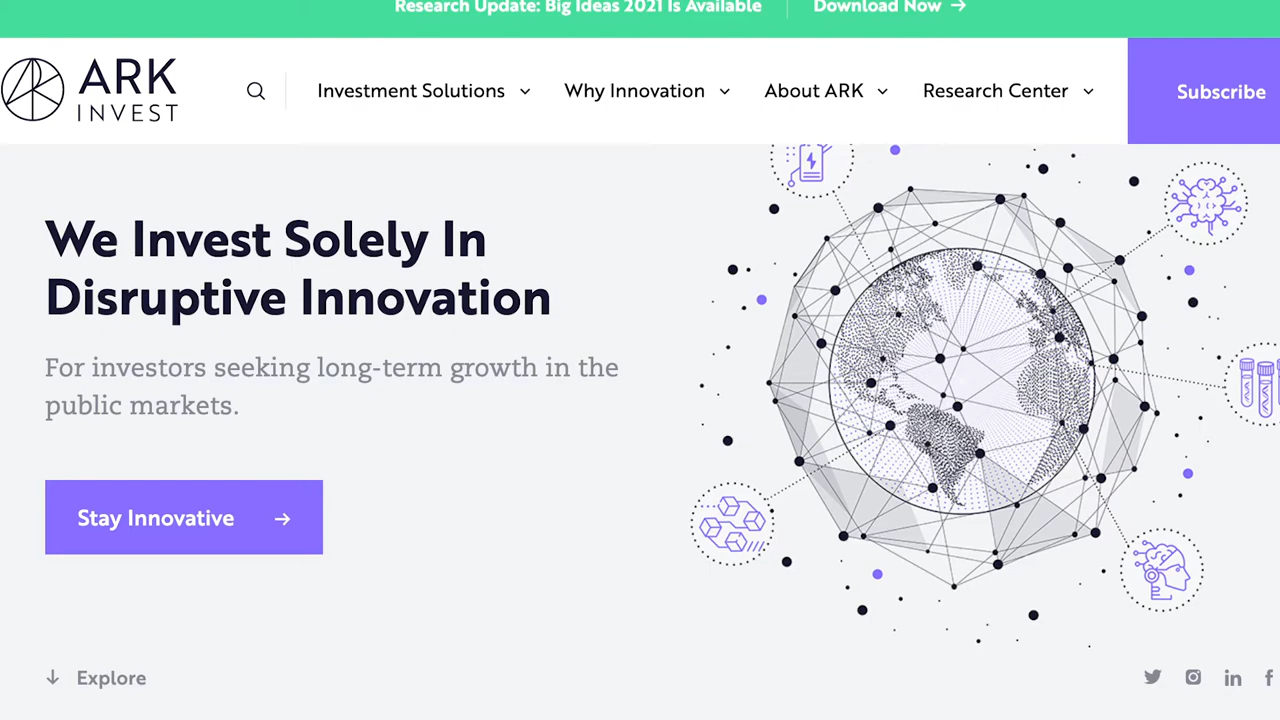 Research Update: Big Ideas 2021 Is Available
Download Now →
ARK
INVEST
Investment Solutions
Why Innovation
About ARK
Research Center
Subscribe
We Invest Solely In
Disruptive Innovation
For investors seeking long-term growth in the
public markets.
Stay Innovative →
↓ Explore